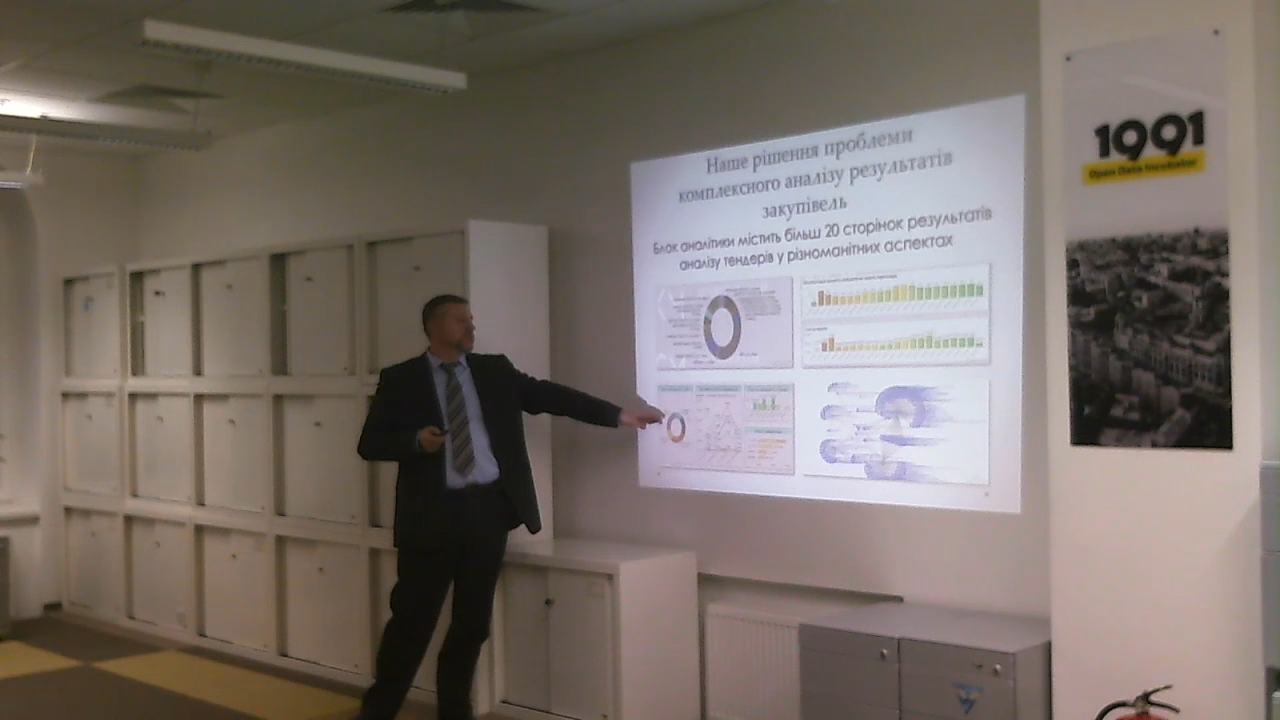 Наше рішення проблеми
комплексного аналізу результатів
закупівель
Блок аналітики містить більш 20 сторінок результатів
аналізу тендерів у різноманітних аспектах
1991
Open Data Incubator